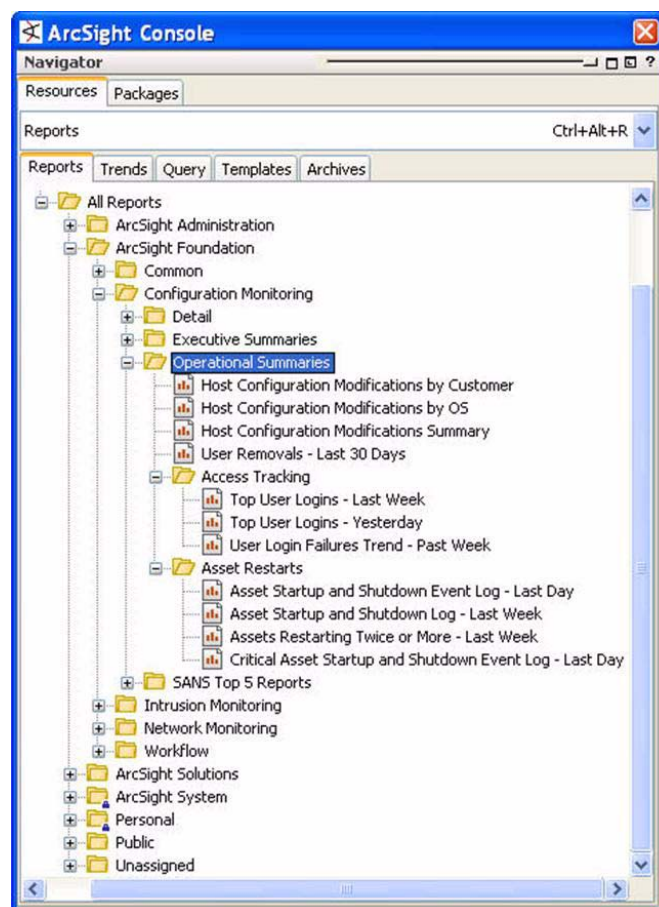 ArcSight Console
Navigator ?
Resources Packages
Reports Ctrl+Alt+R
Reports Trends Query Templates Archives
All Reports
ArcSight Administration
ArcSight Foundation
Common
Configuration Monitoring
Detail
Executive Summaries
Operational Summaries
Host Configuration Modifications by Customer
Host Configuration Modifications by OS
Host Configuration Modifications Summary
User Removals - Last 30 Days
Access Tracking
Top User Logins - Last Week
Top User Logins - Yesterday
User Login Failures Trend - Past Week
Asset Restarts
Asset Startup and Shutdown Event Log - Last Day
Asset Startup and Shutdown Log - Last Week
Assets Restarting Twice or More - Last Week
Critical Asset Startup and Shutdown Event Log - Last Day
SANS Top 5 Reports
Intrusion Monitoring
Network Monitoring
Workflow
ArcSight Solutions
ArcSight System
Personal
Public
Unassigned